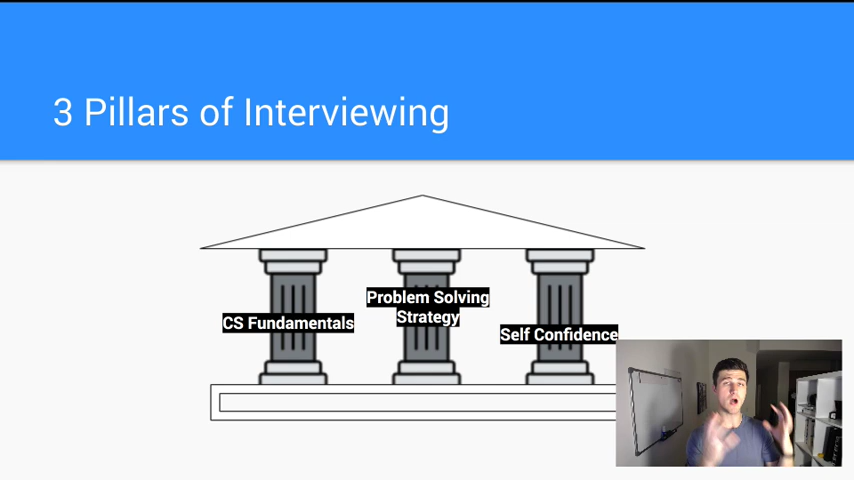 3 Pillars of Interviewing
Problem Solving
Strategy
CS Fundamentals
Self Confidence